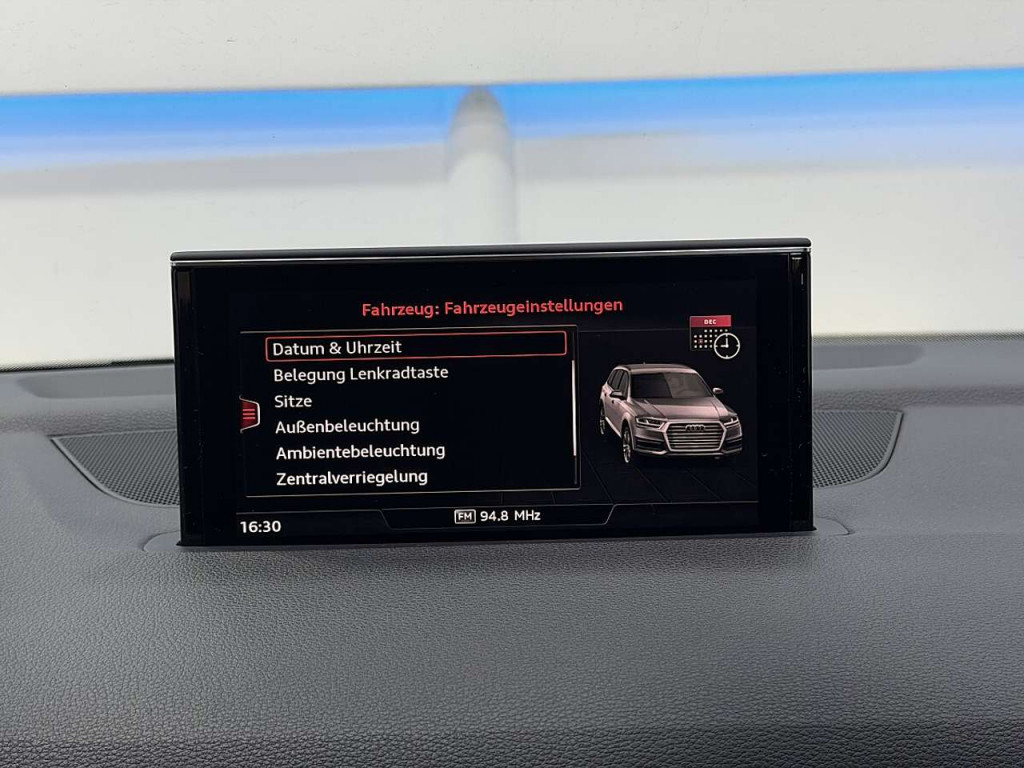 Fahrzeug: Fahrzeugeinstellungen
DEC
Datum & Uhrzeit
Belegung Lenkradtaste
Sitze
Außenbeleuchtung
Ambientebeleuchtung
Zentralverriegelung
16:30
FM 94.8 MHz